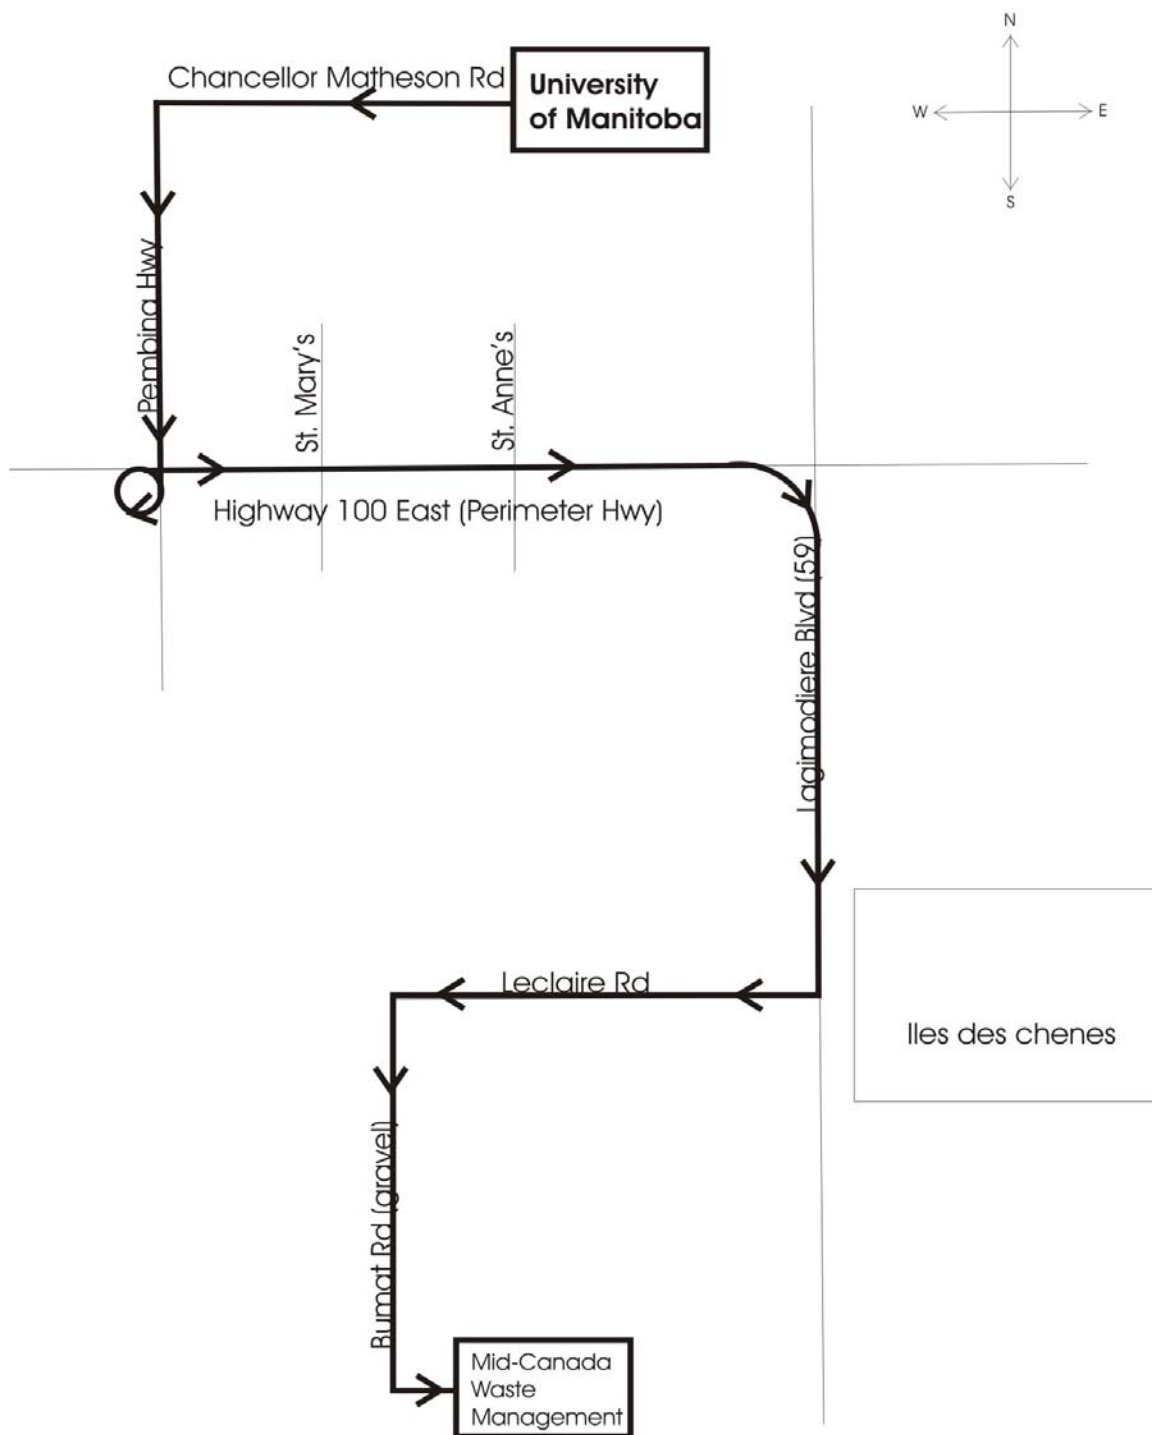 N
Chancellor Matheson Rd
University
of Manitoba
W
E
S
Pembina Hwy
St. Mary's
St. Anne's
Highway 100 East (Perimeter Hwy)
Lagimodiere Blvd (59)
Leclaire Rd
Iles des chenes
Bumat Rd (gravel)
Mid-Canada
Waste
Management